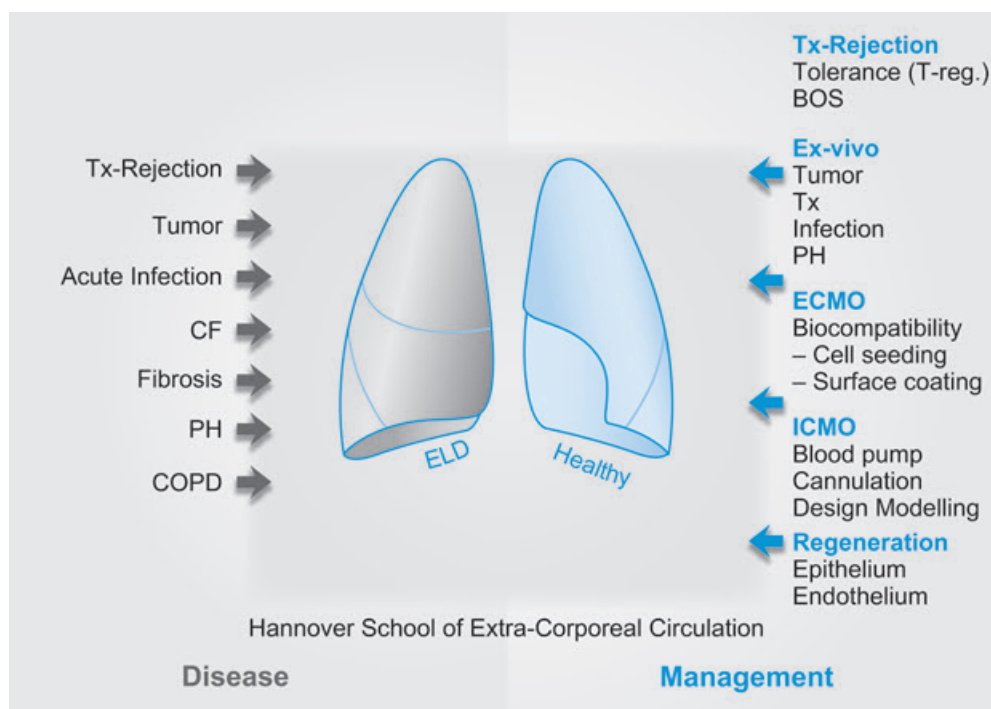 Tx-Rejection
Tumor
Acute Infection
CF
Fibrosis
PH
COPD
ELD
Healthy
Tx-Rejection
Tolerance (T-reg.)
BOS
Ex-vivo
Tumor
Tx
Infection
PH
ECMO
Biocompatibility
– Cell seeding
– Surface coating
ICMO
Blood pump
Cannulation
Design Modelling
Regeneration
Epithelium
Endothelium
Hannover School of Extra-Corporeal Circulation
Disease
Management